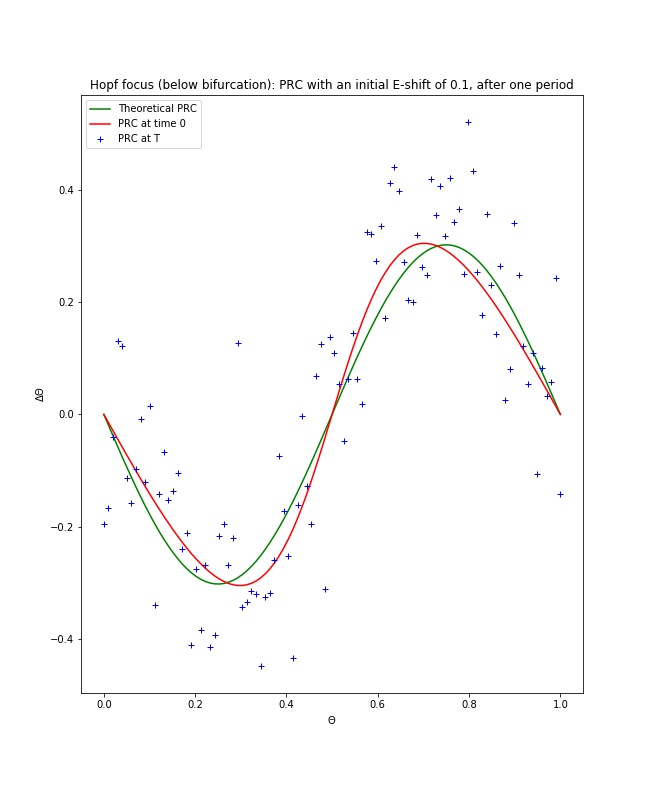 Hopf focus (below bifurcation): PRC with an initial E-shift of 0.1, after one period
Theoretical PRC
PRC at time 0
PRC at T
0.4
0.2
0.0
−0.2
−0.4
ΔΘ
0.0 0.2 0.4 0.6 0.8 1.0
Θ